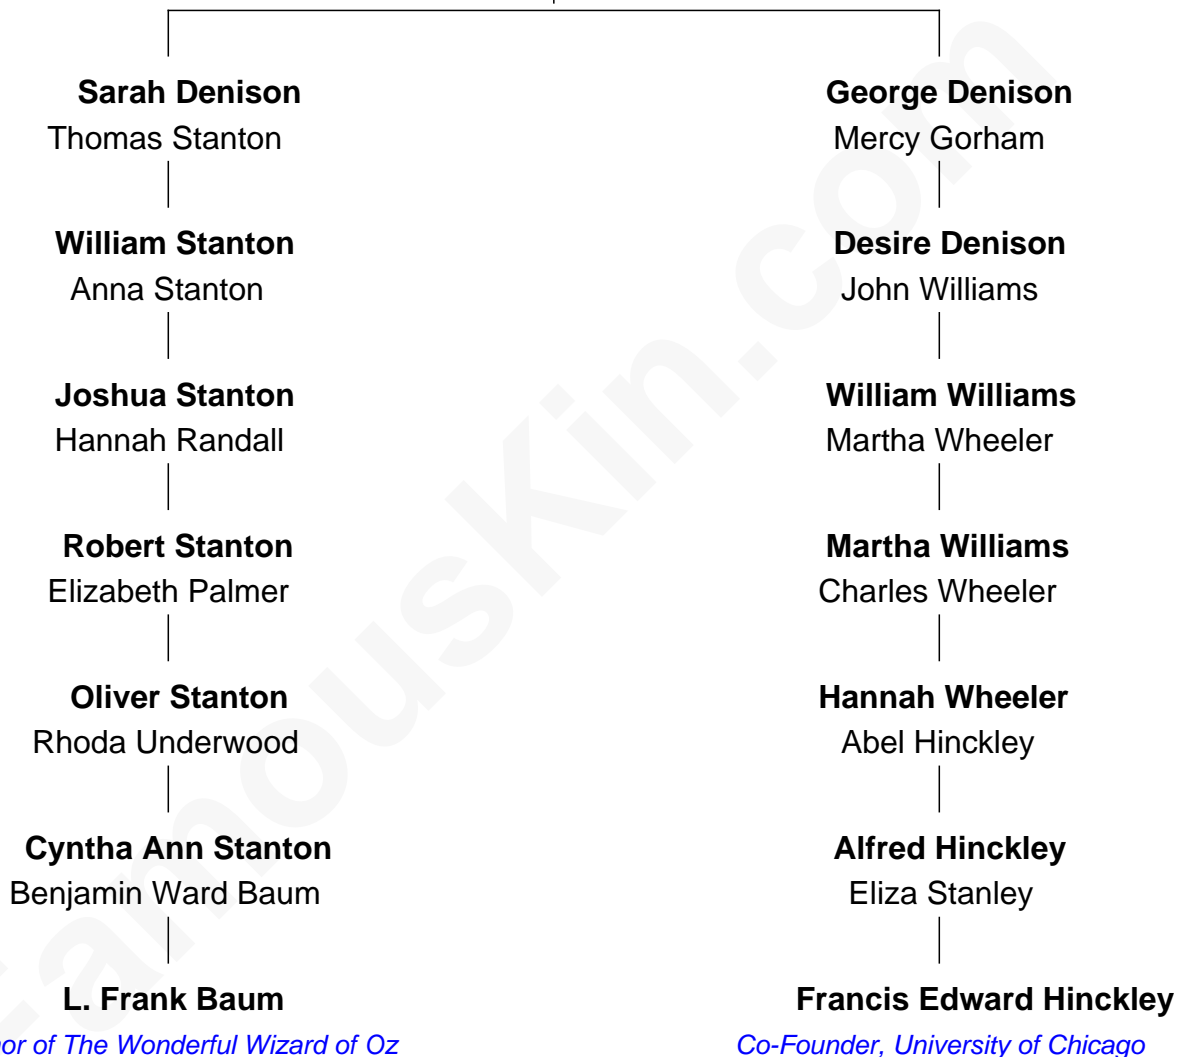 Sarah Denison
Thomas Stanton
George Denison
Mercy Gorham
William Stanton
Anna Stanton
Desire Denison
John Williams
Joshua Stanton
Hannah Randall
William Williams
Martha Wheeler
Robert Stanton
Elizabeth Palmer
Martha Williams
Charles Wheeler
Oliver Stanton
Rhoda Underwood
Hannah Wheeler
Abel Hinckley
Cyntha Ann Stanton
Benjamin Ward Baum
Alfred Hinckley
Eliza Stanley
L. Frank Baum
of The Wonderful Wizard of Oz
Francis Edward Hinckley
Co-Founder, University of Chicago
FamousKin.com